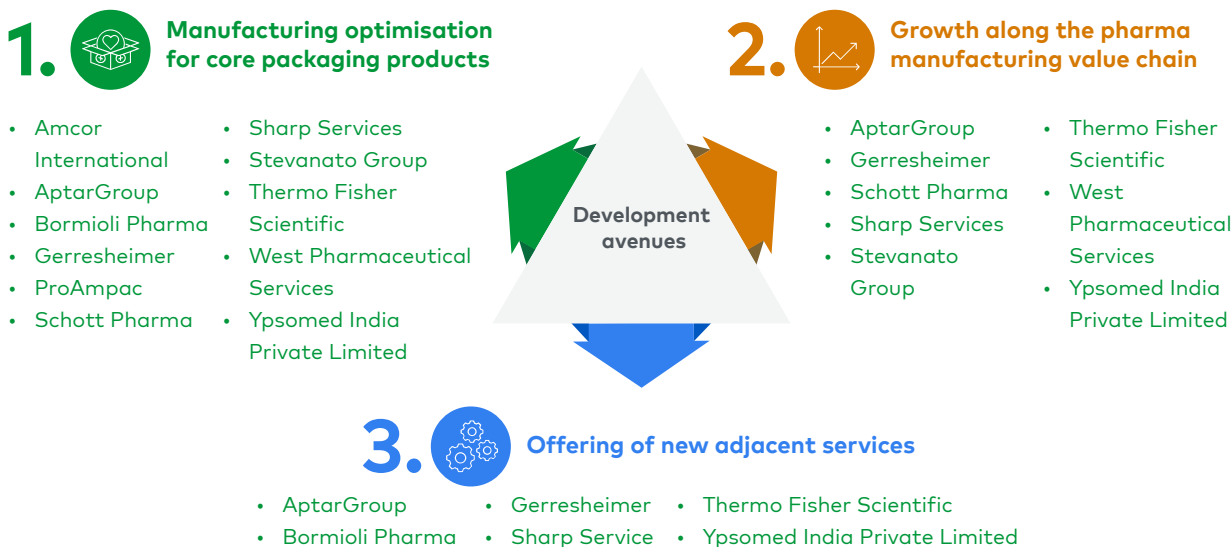 1.
Manufacturing optimisation
for core packaging products
• Amcor
International
• AptarGroup
• Bormioli Pharma
• Gerresheimer
• ProAmpac
• Schott Pharma
• Sharp Services
• Stevanato Group
• Thermo Fisher
Scientific
• West Pharmaceutical
Services
• Ypsomed India
Private Limited
2.
Growth along the pharma
manufacturing value chain
• AptarGroup
• Gerresheimer
• Schott Pharma
• Sharp Services
• Stevanato
Group
• Thermo Fisher
Scientific
• West
Pharmaceutical
Services
• Ypsomed India
Private Limited
Development
avenues
3.
Offering of new adjacent services
• AptarGroup
• Bormioli Pharma
• Gerresheimer
• Sharp Service
• Thermo Fisher Scientific
• Ypsomed India Private Limited